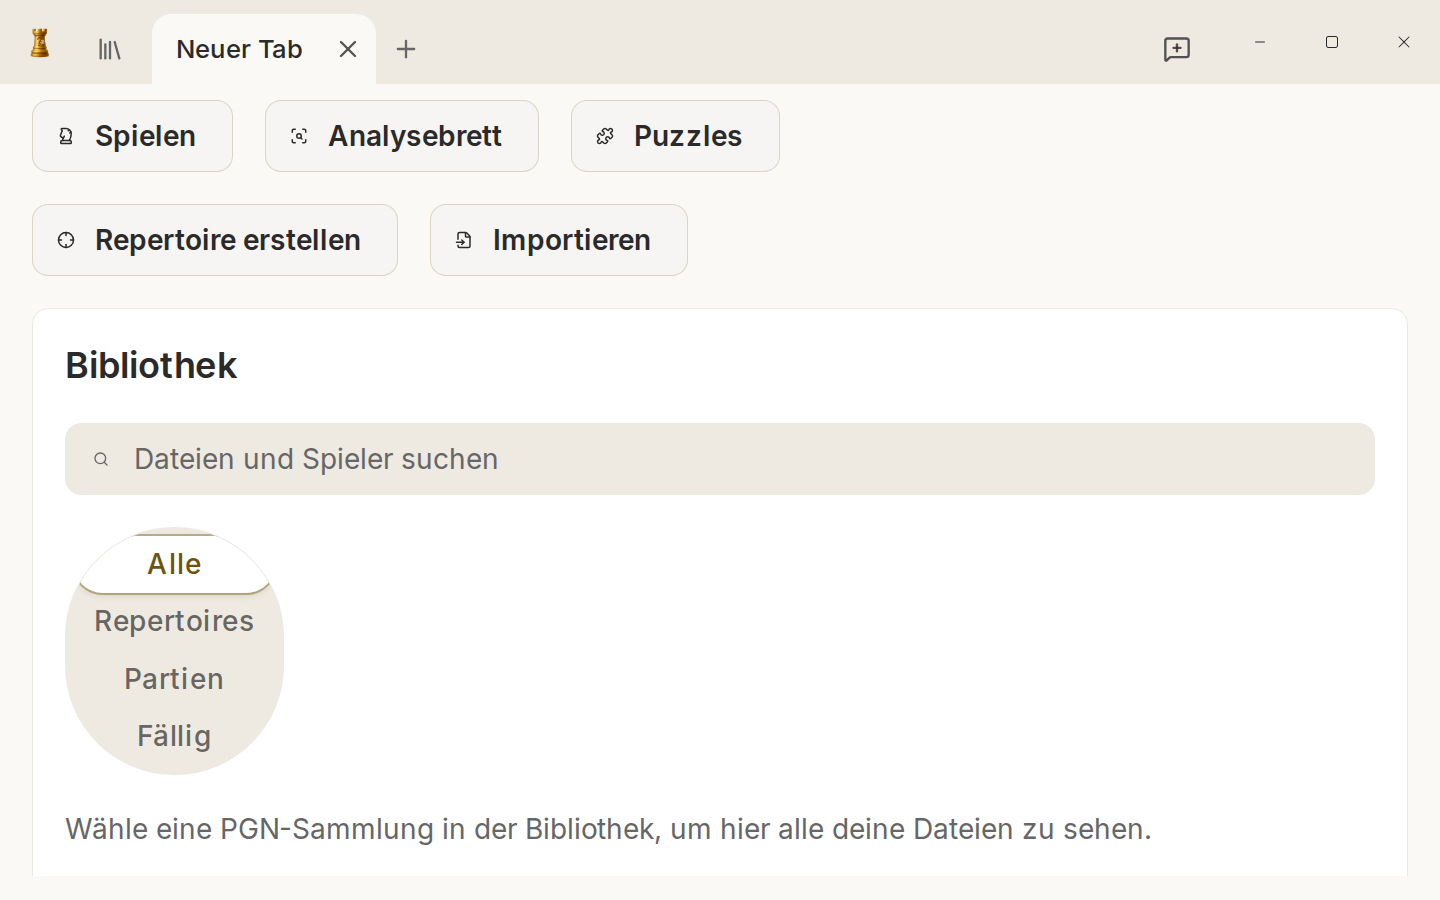 Neuer Tab
Spielen
Analysebrett
Puzzles
Repertoire erstellen
Importieren
Bibliothek
Dateien und Spieler suchen
Alle
Repertoires
Partien
Fällig
Wähle eine PGN-Sammlung in der Bibliothek, um hier alle deine Dateien zu sehen.